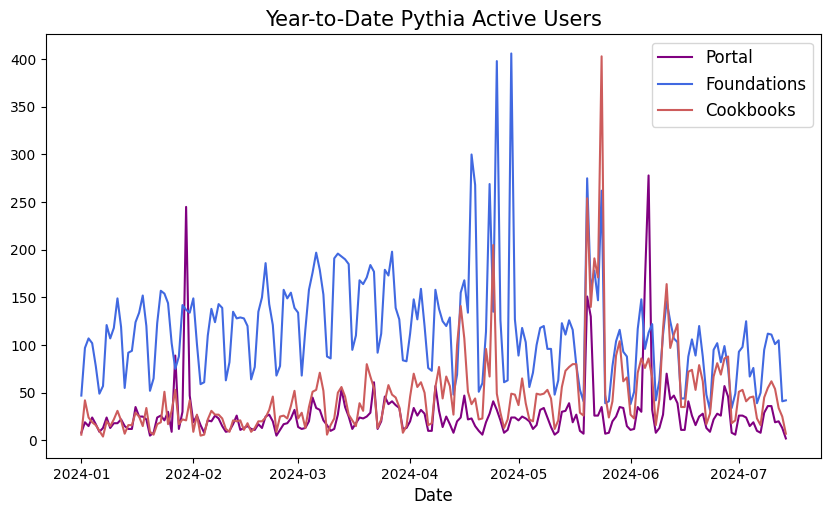 Year-to-Date Pythia Active Users
Portal
Foundations
Cookbooks
400
350
300
250
200
150
100
50
0
2024-01 2024-02 2024-03 2024-04 2024-05 2024-06 2024-07
Date